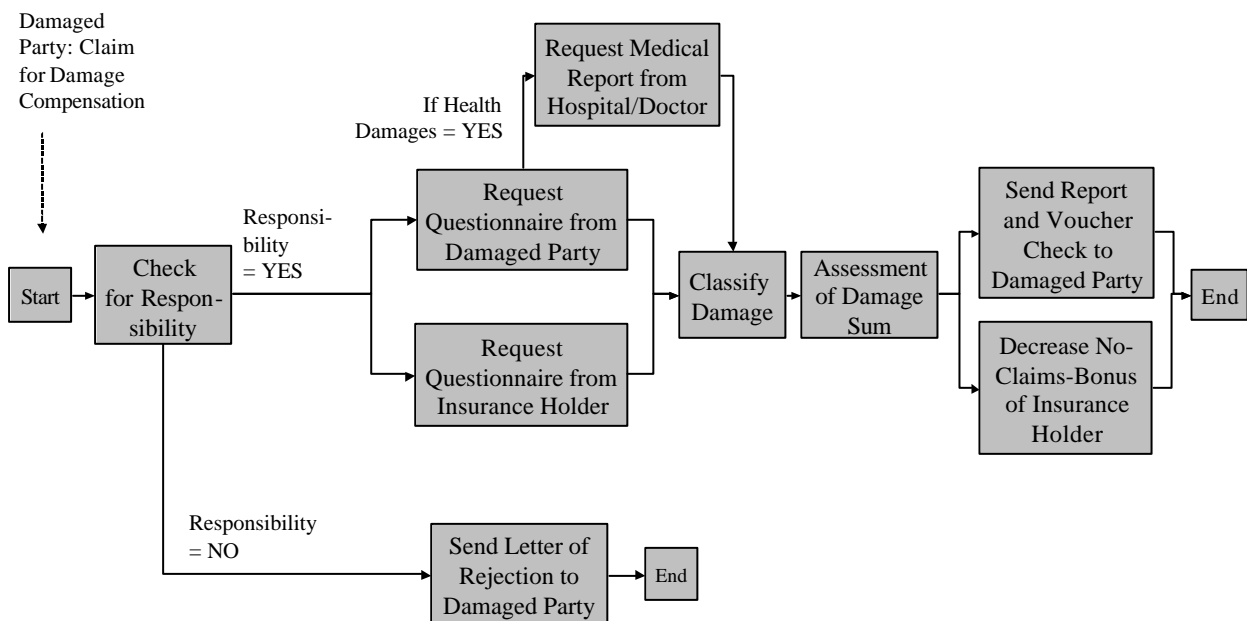 Damaged
Party: Claim
for Damage
Compensation
Start
Check
for Respon-
sibility
Responsi-
bility
= YES
If Health
Damages = YES
Request Medical
Report from
Hospital/Doctor
Request
Questionnaire from
Damaged Party
Request
Questionnaire from
Insurance Holder
Classify
Damage
Assessment
of Damage
Sum
Send Report
and Voucher
Check to
Damaged Party
Decrease No-
Claims-Bonus
of Insurance
Holder
End
Responsibility
= NO
Send Letter of
Rejection to
Damaged Party
End